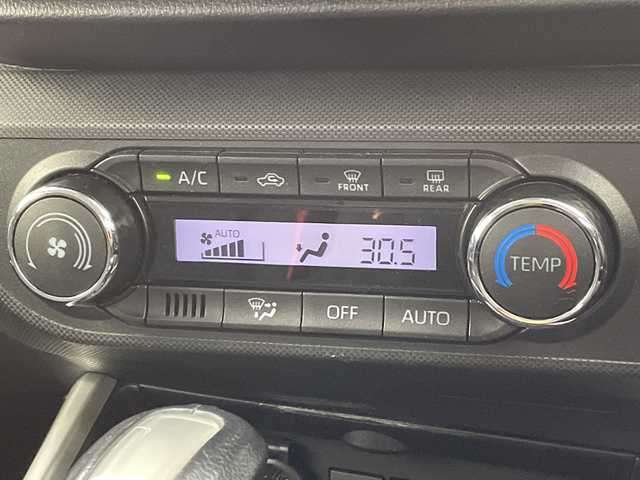 A/C
FRONT
REAR
AUTO
30.5
TEMP
OFF
AUTO